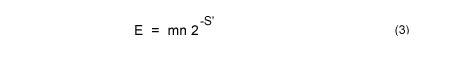 E = mn 2^-S' (3)